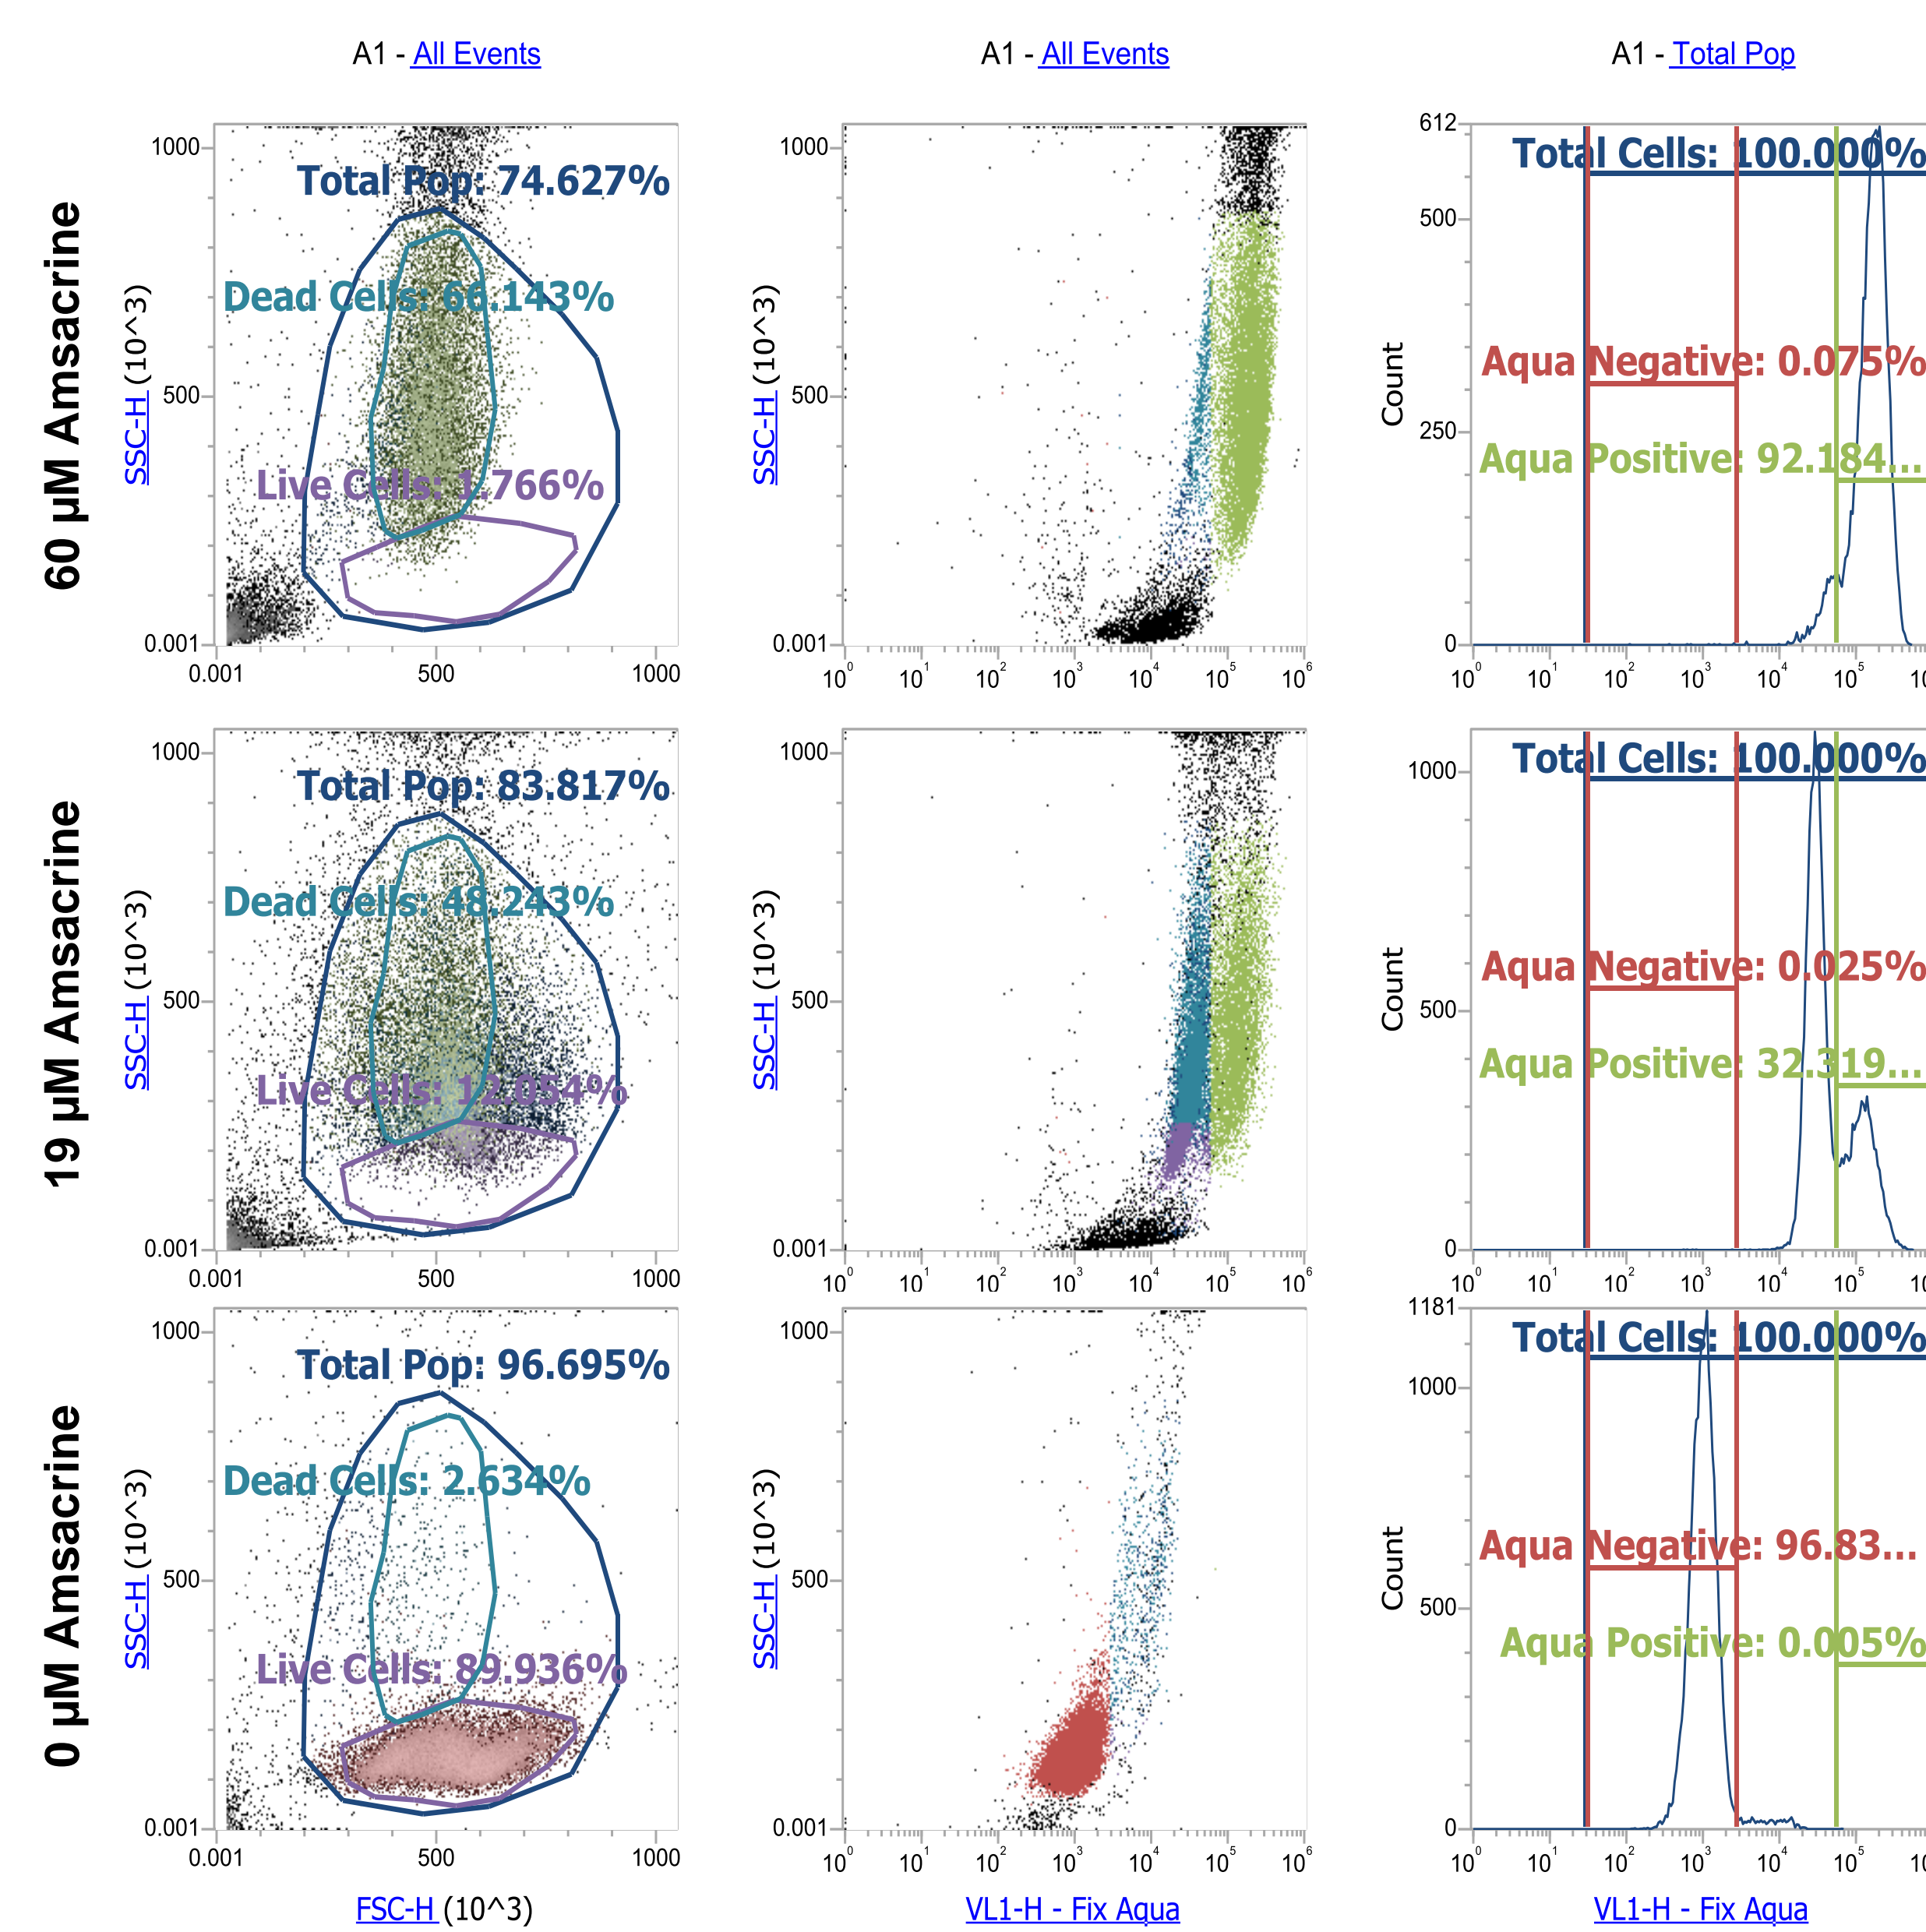 A1 - All Events
A1 - All Events
A1 - Total Pop
60 µM Amsacrine
SSC-H (10^3)
1000
500
0.001
Total Pop: 74.627%
Dead Cells: 66.143%
Live Cells: 1.766%
0.001 500 1000
SSC-H (10^3)
1000
500
0.001
10^0 10^1 10^2 10^3 10^4 10^5 10^6
Count
612
500
250
0
Total Cells: 100.000%
Aqua Negative: 0.075%
Aqua Positive: 92.184...
10^0 10^1 10^2 10^3 10^4 10^5
19 µM Amsacrine
SSC-H (10^3)
1000
500
0.001
Total Pop: 83.817%
Dead Cells: 48.243%
Live Cells: 12.054%
0.001 500 1000
SSC-H (10^3)
1000
500
0.001
10^0 10^1 10^2 10^3 10^4 10^5 10^6
Count
1000
500
0
Total Cells: 100.000%
Aqua Negative: 0.025%
Aqua Positive: 32.319...
10^0 10^1 10^2 10^3 10^4 10^5
0 µM Amsacrine
SSC-H (10^3)
1000
500
0.001
Total Pop: 96.695%
Dead Cells: 2.634%
Live Cells: 89.936%
0.001 500 1000
FSC-H (10^3)
SSC-H (10^3)
1000
500
0.001
10^0 10^1 10^2 10^3 10^4 10^5 10^6
VL1-H - Fix Aqua
Count
1181
1000
500
0
Total Cells: 100.000%
Aqua Negative: 96.83...
Aqua Positive: 0.005%
10^0 10^1 10^2 10^3 10^4 10^5
VL1-H - Fix Aqua